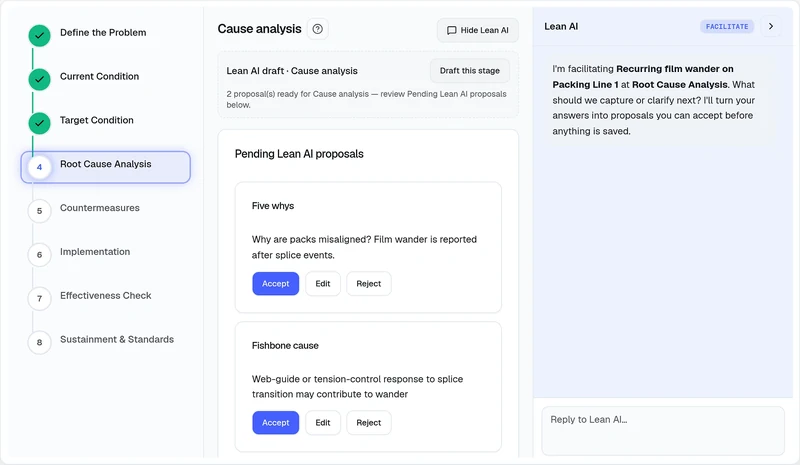 Define the Problem
Current Condition
Target Condition
4
Root Cause Analysis
5
Countermeasures
6
Implementation
7
Effectiveness Check
8
Sustainment & Standards
Cause analysis
?
Hide Lean AI
Lean AI draft · Cause analysis
Draft this stage
2 proposal(s) ready for Cause analysis — review Pending Lean AI proposals
below.
Pending Lean AI proposals
Five whys
Why are packs misaligned? Film wander is reported
after splice events.
Accept
Edit
Reject
Fishbone cause
Web-guide or tension-control response to splice
transition may contribute to wander
Accept
Edit
Reject
Lean AI
FACILITATE
I'm facilitating Recurring film wander on
Packing Line 1 at Root Cause Analysis. What
should we capture or clarify next? I'll turn your
answers into proposals you can accept before
anything is saved.
Reply to Lean AI...